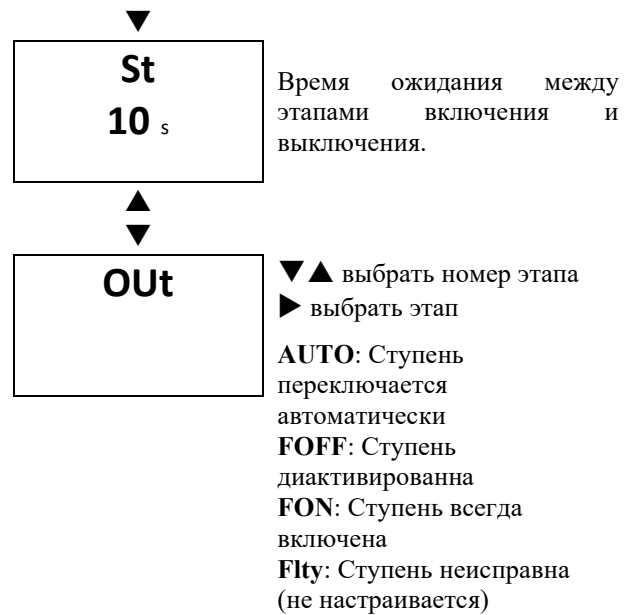 ▼
St
10 s
Время ожидания между
этапами включения и
выключения.
▲
▼
OUt
▼▲ выбрать номер этапа
▶ выбрать этап
AUTO: Ступень
переключается
автоматически
FOFF: Ступень
диактивированна
FON: Ступень всегда
включена
Flty: Ступень неисправна
(не настраивается)